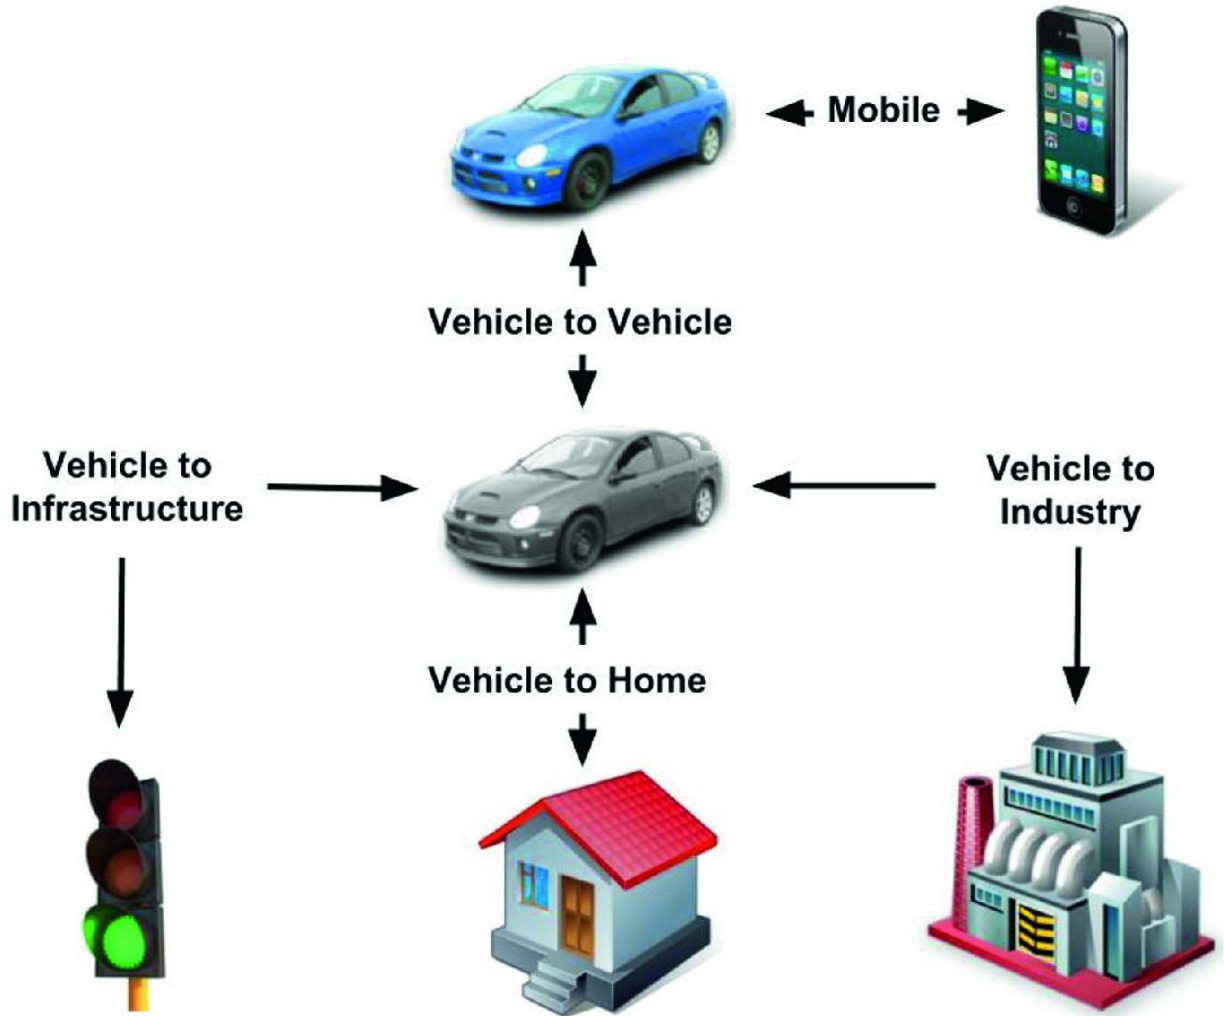 Mobile
Vehicle to Vehicle
Vehicle to
Infrastructure
Vehicle to
Industry
Vehicle to Home